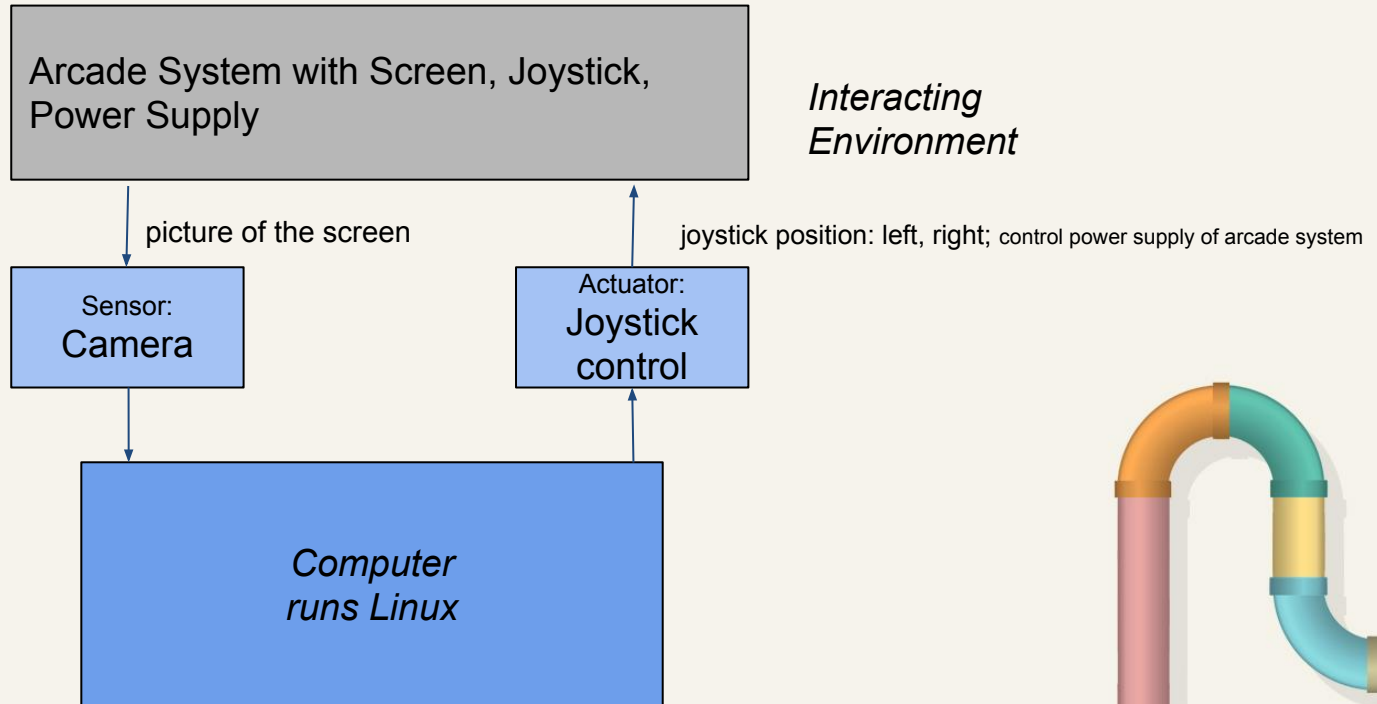 Arcade System with Screen, Joystick,
Power Supply
Interacting
Environment
picture of the screen
joystick position: left, right; control power supply of arcade system
Sensor:
Camera
Actuator:
Joystick
control
Computer
runs Linux